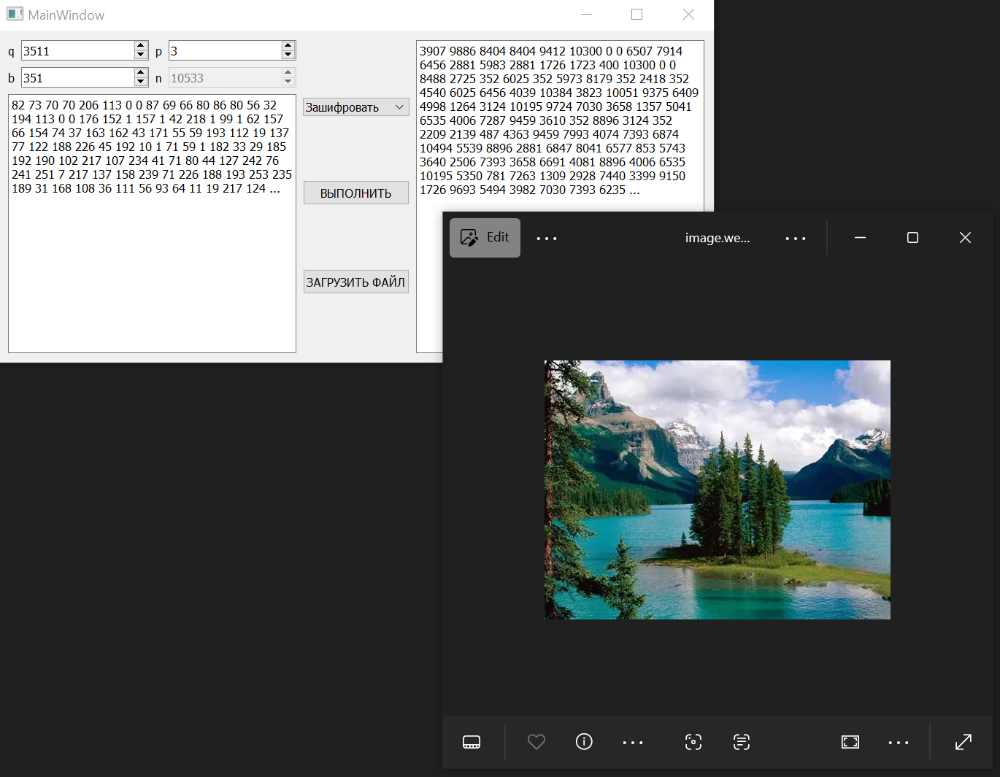 MainWindow
q 3511 p 3
b 351 n 10533
82 73 70 70 206 113 0 0 87 69 66 80 86 80 56 32
194 113 0 0 176 152 1 157 1 42 218 1 99 1 62 157
66 154 74 37 163 162 43 171 55 59 193 112 19 137
77 122 188 226 45 192 10 1 71 59 1 182 33 29 185
192 190 102 217 107 234 41 71 80 44 127 242 76
241 251 7 217 137 158 239 71 226 188 193 253 235
189 31 168 108 36 111 56 93 64 11 19 217 124 ...
Зашифровать
ВЫПОЛНИТЬ
ЗАГРУЗИТЬ ФАЙЛ
3907 9886 8404 8404 9412 10300 0 0 6507 7914
6456 2881 5983 2881 1726 1723 400 10300 0 0
8488 2725 352 6025 352 5973 8179 352 2418 352
4540 6025 6456 4039 10384 3823 10051 9375 6409
4998 1264 3124 10195 9724 7030 3658 1357 5041
6535 4006 7287 9459 3610 352 8896 3124 352
2209 2139 487 4363 9459 7993 4074 7393 6874
10494 5539 8896 2881 6847 8041 6577 853 5743
3640 2506 7393 3658 6691 4081 8896 4006 6535
10195 5350 781 7263 1309 2928 7440 3399 9150
1726 9693 5494 3982 7030 7393 6235 ...
Edit
image.we...